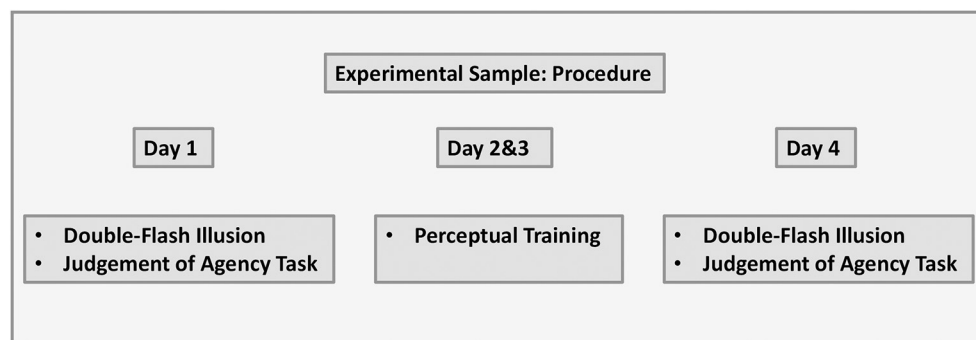 Experimental Sample: Procedure
Day 1
Day 2&3
Day 4
• Double-Flash Illusion
• Judgement of Agency Task
• Perceptual Training
• Double-Flash Illusion
• Judgement of Agency Task